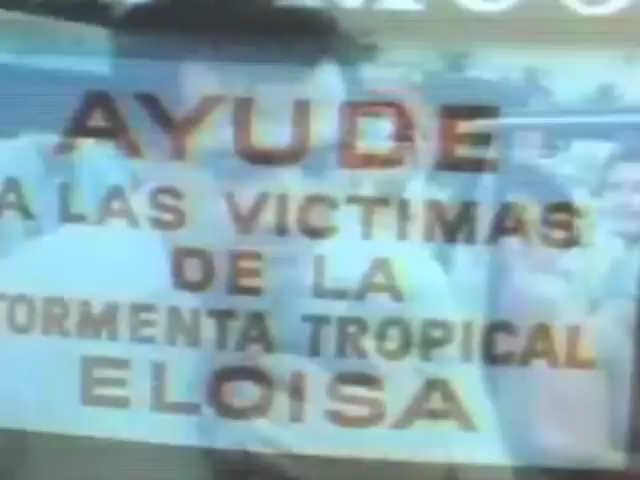 AYUDE
A LAS VICTIMAS
DE LA
TORMENTA TROPICAL
ELOISA